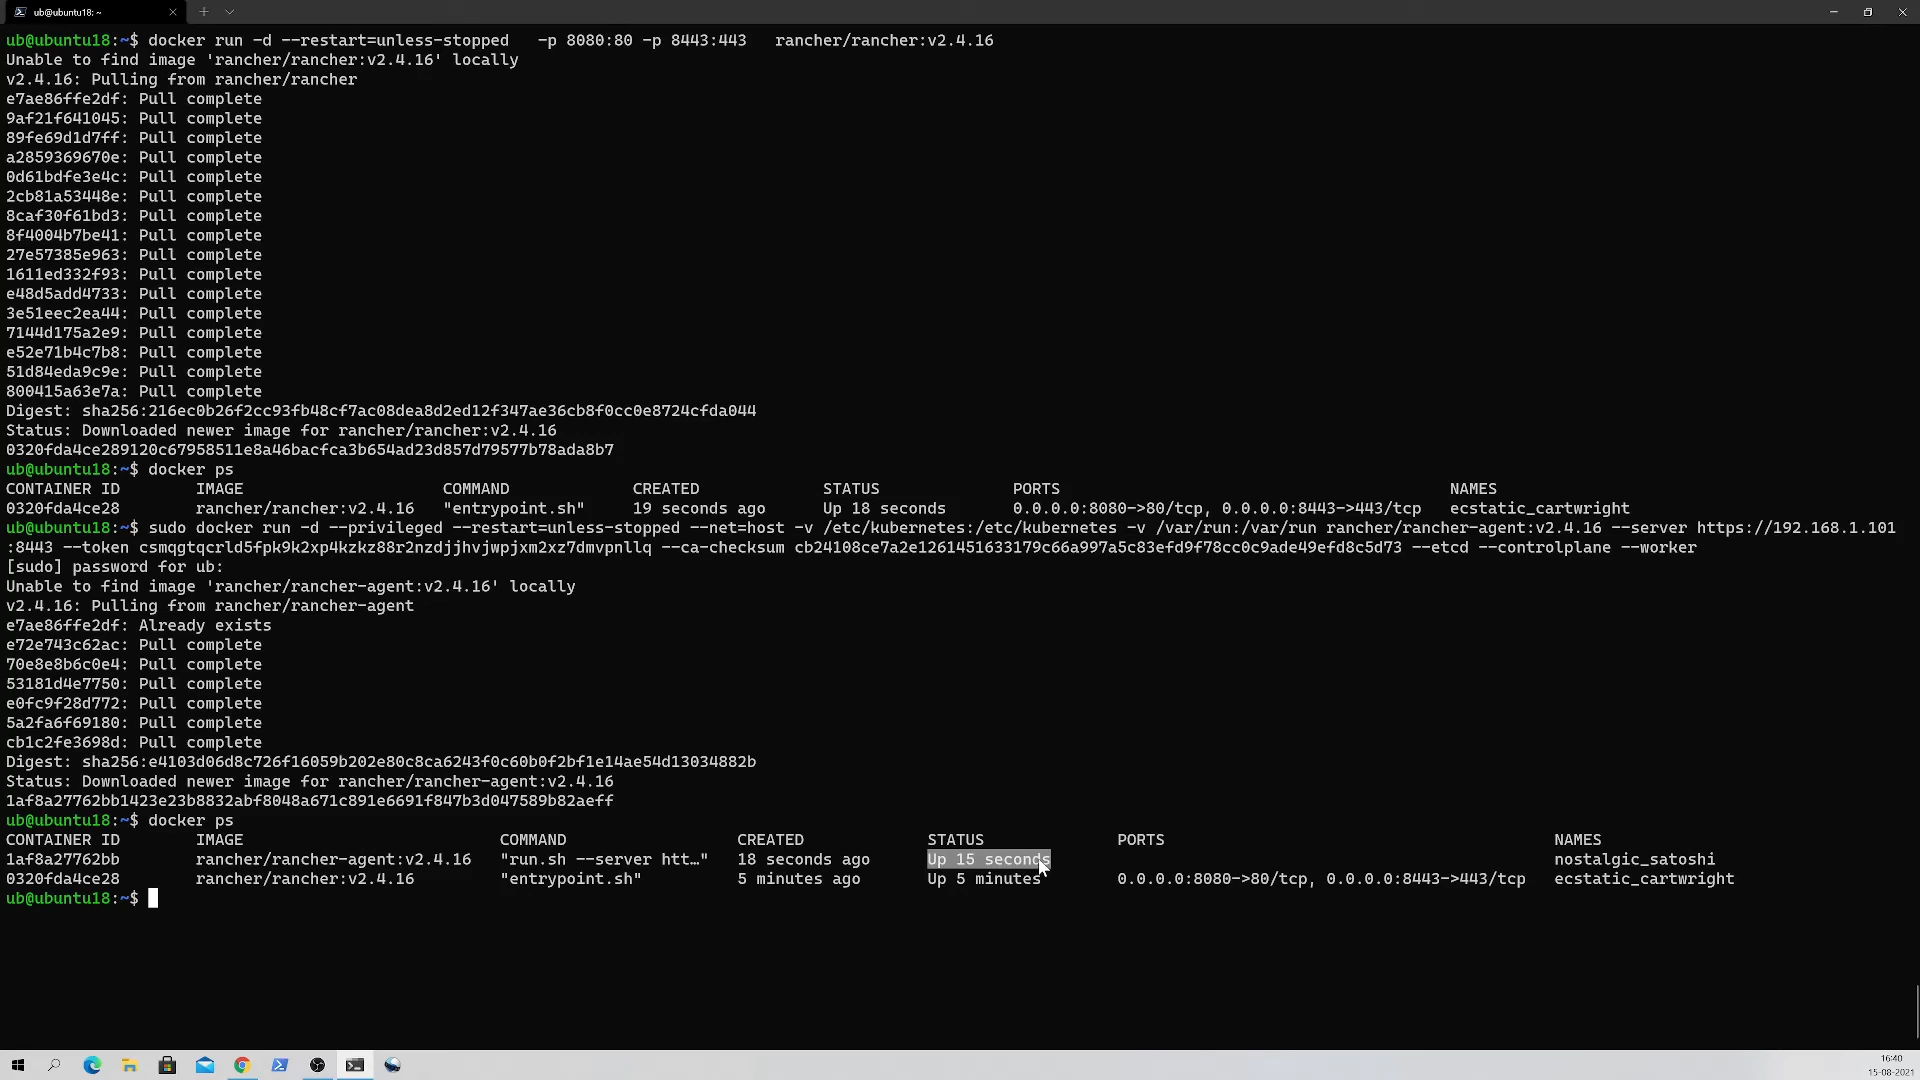 ub@ubuntu18: ~
ub@ubuntu18:~$ docker run -d --restart=unless-stopped   -p 8080:80 -p 8443:443   rancher/rancher:v2.4.16
Unable to find image 'rancher/rancher:v2.4.16' locally
v2.4.16: Pulling from rancher/rancher
e7ae86ffe2df: Pull complete
9af21f641045: Pull complete
89fe69d1d7ff: Pull complete
a2859369670e: Pull complete
0d61bdfe3e4c: Pull complete
2cb81a53448e: Pull complete
8caf30f61bd3: Pull complete
8f4004b7be41: Pull complete
27e57385e963: Pull complete
1611ed332f93: Pull complete
e48d5add4733: Pull complete
3e51eec2ea44: Pull complete
7144d175a2e9: Pull complete
e52e71b4c7b8: Pull complete
51d84eda9c9e: Pull complete
800415a63e7a: Pull complete
Digest: sha256:216ec0b26f2cc93fb48cf7ac08dea8d2ed12f347ae36cb8f0cc0e8724cfda044
Status: Downloaded newer image for rancher/rancher:v2.4.16
0320fda4ce289120c67958511e8a46bacfca3b654ad23d857d79577b78ada8b7
ub@ubuntu18:~$ docker ps
CONTAINER ID        IMAGE                     COMMAND             CREATED             STATUS              PORTS                                         NAMES
0320fda4ce28        rancher/rancher:v2.4.16   "entrypoint.sh"     19 seconds ago      Up 18 seconds       0.0.0.0:8080->80/tcp, 0.0.0.0:8443->443/tcp   ecstatic_cartwright
ub@ubuntu18:~$ sudo docker run -d --privileged --restart=unless-stopped --net=host -v /etc/kubernetes:/etc/kubernetes -v /var/run:/var/run rancher/rancher-agent:v2.4.16 --server https://192.168.1.101
:8443 --token csmqgtqcrld5fpk9k2xp4kzkz88r2nzdjjhvjwpjxm2xz7dmvpnllq --ca-checksum cb24108ce7a2e1261451633179c66a997a5c83efd9f78cc0c9ade49efd8c5d73 --etcd --controlplane --worker
[sudo] password for ub:
Unable to find image 'rancher/rancher-agent:v2.4.16' locally
v2.4.16: Pulling from rancher/rancher-agent
e7ae86ffe2df: Already exists
e72e743c62ac: Pull complete
70e8e8b6c0e4: Pull complete
53181d4e7750: Pull complete
e0fc9f28d772: Pull complete
5a2fa6f69180: Pull complete
cb1c2fe3698d: Pull complete
Digest: sha256:e4103d06d8c726f16059b202e80c8ca6243f0c60b0f2bf1e14ae54d13034882b
Status: Downloaded newer image for rancher/rancher-agent:v2.4.16
1af8a27762bb1423e23b8832abf8048a671c891e6691f847b3d047589b82aeff
ub@ubuntu18:~$ docker ps
CONTAINER ID        IMAGE                           COMMAND                  CREATED             STATUS              PORTS                                         NAMES
1af8a27762bb        rancher/rancher-agent:v2.4.16   "run.sh --server htt…"   18 seconds ago      Up 15 seconds                                                     nostalgic_satoshi
0320fda4ce28        rancher/rancher:v2.4.16         "entrypoint.sh"          5 minutes ago       Up 5 minutes        0.0.0.0:8080->80/tcp, 0.0.0.0:8443->443/tcp   ecstatic_cartwright
ub@ubuntu18:~$
16:40
15-08-2021